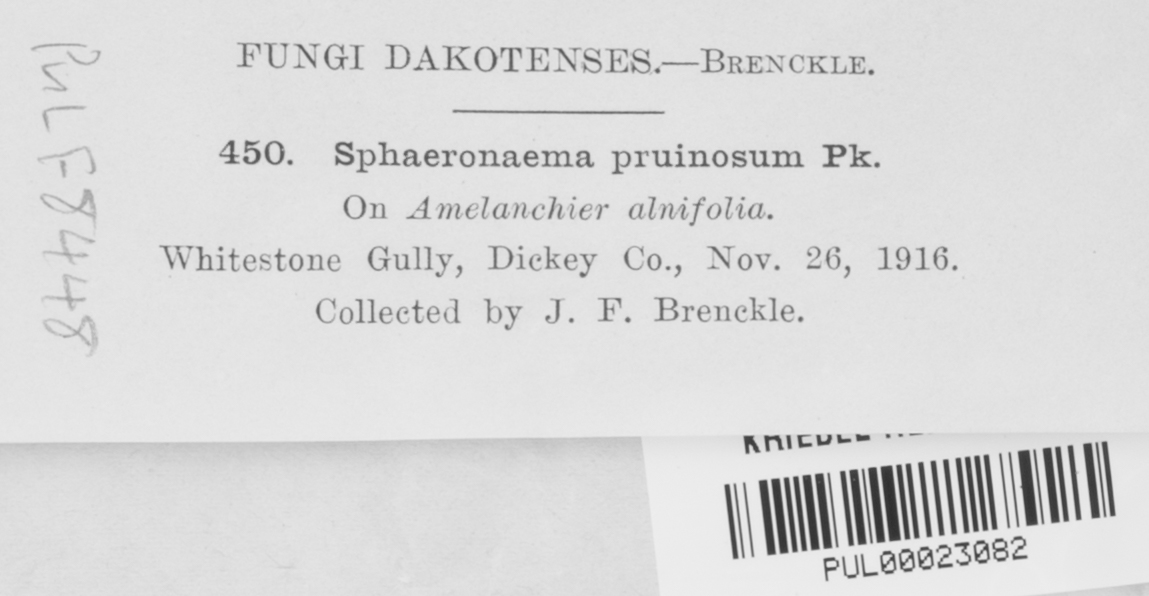 FUNGI DAKOTENSES.—BRENCKLE.
450. Sphaeronaema pruinosum Pk.
On Amelanchier alnifolia.
Whitestone Gully, Dickey Co., Nov. 26, 1916.
Collected by J. F. Brenckle.
PUL F8448
KRIEBEL
PUL00023082